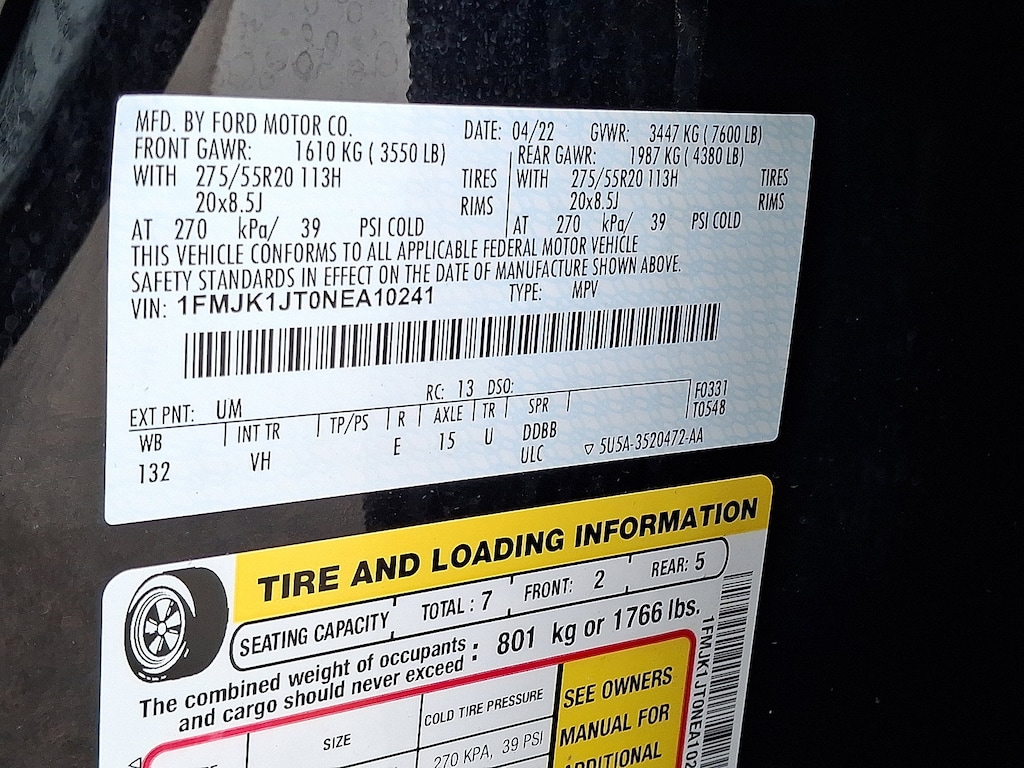 MFD. BY FORD MOTOR CO. DATE: 04/22 GVWR: 3447 KG ( 7600 LB)
FRONT GAWR: 1610 KG ( 3550 LB) REAR GAWR: 1987 KG ( 4380 LB)
WITH 275/55R20 113H TIRES WITH 275/55R20 113H TIRES
20x8.5J RIMS 20x8.5J RIMS
AT 270 kPa/ 39 PSI COLD AT 270 kPa/ 39 PSI COLD
THIS VEHICLE CONFORMS TO ALL APPLICABLE FEDERAL MOTOR VEHICLE
SAFETY STANDARDS IN EFFECT ON THE DATE OF MANUFACTURE SHOWN ABOVE.
VIN: 1FMJK1JT0NEA10241 TYPE: MPV
EXT PNT: UM RC: 13 DSO: F0331
WB INT TR TP/PS R AXLE TR SPR T0548
132 VH E 15 U DDBB
ULC ▽ 5U5A-3520472-AA
TIRE AND LOADING INFORMATION
SEATING CAPACITY TOTAL : 7 FRONT: 2 REAR: 5
The combined weight of occupants
and cargo should never exceed : 801 kg or 1766 lbs.
SIZE COLD TIRE PRESSURE
270 KPA, 39 PSI
SEE OWNERS
MANUAL FOR
ADDITIONAL
1FMJK1JT0NEA102